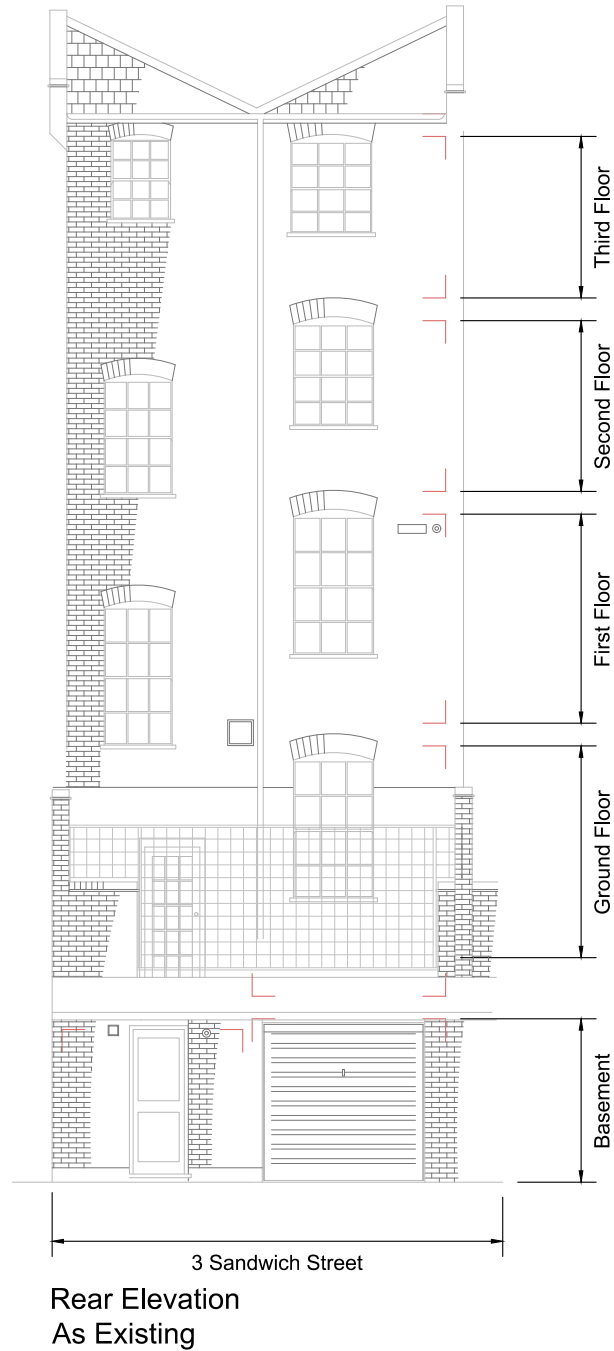 Third Floor
Second Floor
First Floor
Ground Floor
Basement
3 Sandwich Street
Rear Elevation
As Existing